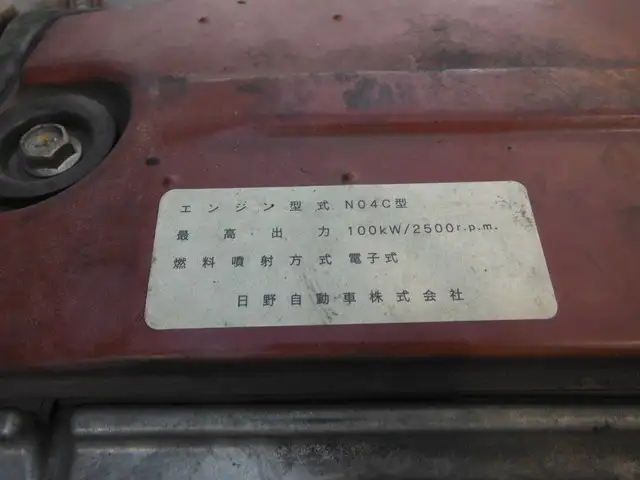 エンジン型式 N04C型
最高出力 100kW/2500r.p.m.
燃料噴射方式 電子式
日野自動車株式会社